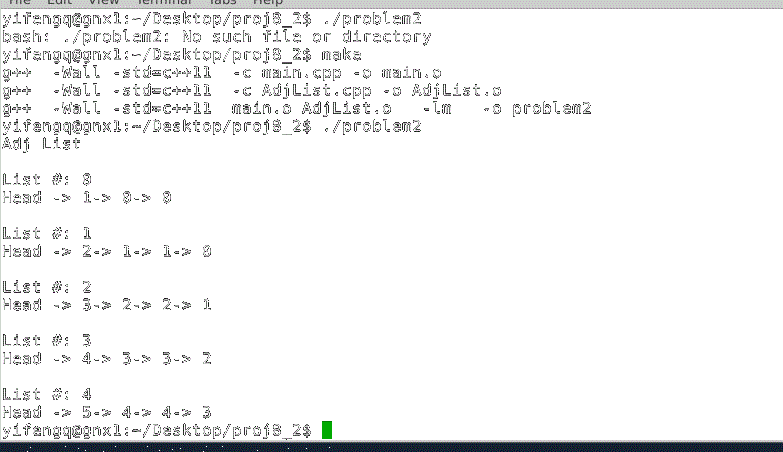 File Edit View Terminal Tabs Help
yifengq@gnx1:~/Desktop/proj8_2$ ./problem2
bash: ./problem2: No such file or directory
yifengq@gnx1:~/Desktop/proj8_2$ make
g++ -Wall -std=c++11 -c main.cpp -o main.o
g++ -Wall -std=c++11 -c AdjList.cpp -o AdjList.o
g++ -Wall -std=c++11 main.o AdjList.o -lm -o problem2
yifengq@gnx1:~/Desktop/proj8_2$ ./problem2
Adj List
List #: 0
Head -> 1-> 0-> 0
List #: 1
Head -> 2-> 1-> 1-> 0
List #: 2
Head -> 3-> 2-> 2-> 1
List #: 3
Head -> 4-> 3-> 3-> 2
List #: 4
Head -> 5-> 4-> 4-> 3
yifengq@gnx1:~/Desktop/proj8_2$